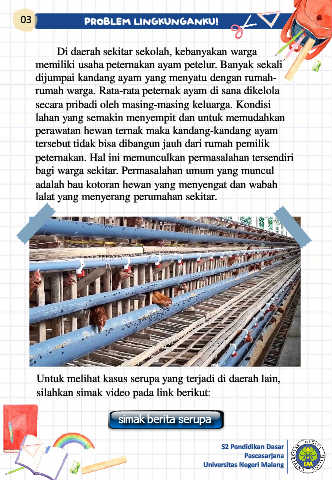 03
PROBLEM LINGKUNGANKU!
Di daerah sekitar sekolah, kebanyakan warga
memiliki usaha peternakan ayam petelur. Banyak sekali
dijumpai kandang ayam yang menyatu dengan rumah-
rumah warga. Rata-rata peternak ayam di sana dikelola
secara pribadi oleh masing-masing keluarga. Kondisi
lahan yang semakin menyempit dan untuk memudahkan
perawatan hewan ternak maka kandang-kandang ayam
tersebut tidak bisa dibangun jauh dari rumah pemilik
peternakan. Hal ini memunculkan permasalahan tersendiri
bagi warga sekitar. Permasalahan umum yang muncul
adalah bau kotoran hewan yang menyengat dan wabah
lalat yang menyerang perumahan sekitar.
Untuk melihat kasus serupa yang terjadi di daerah lain,
silahkan simak video pada link berikut:
simak berita serupa
S2 Pendidikan Dasar
Pascasarjana
Universitas Negeri Malang